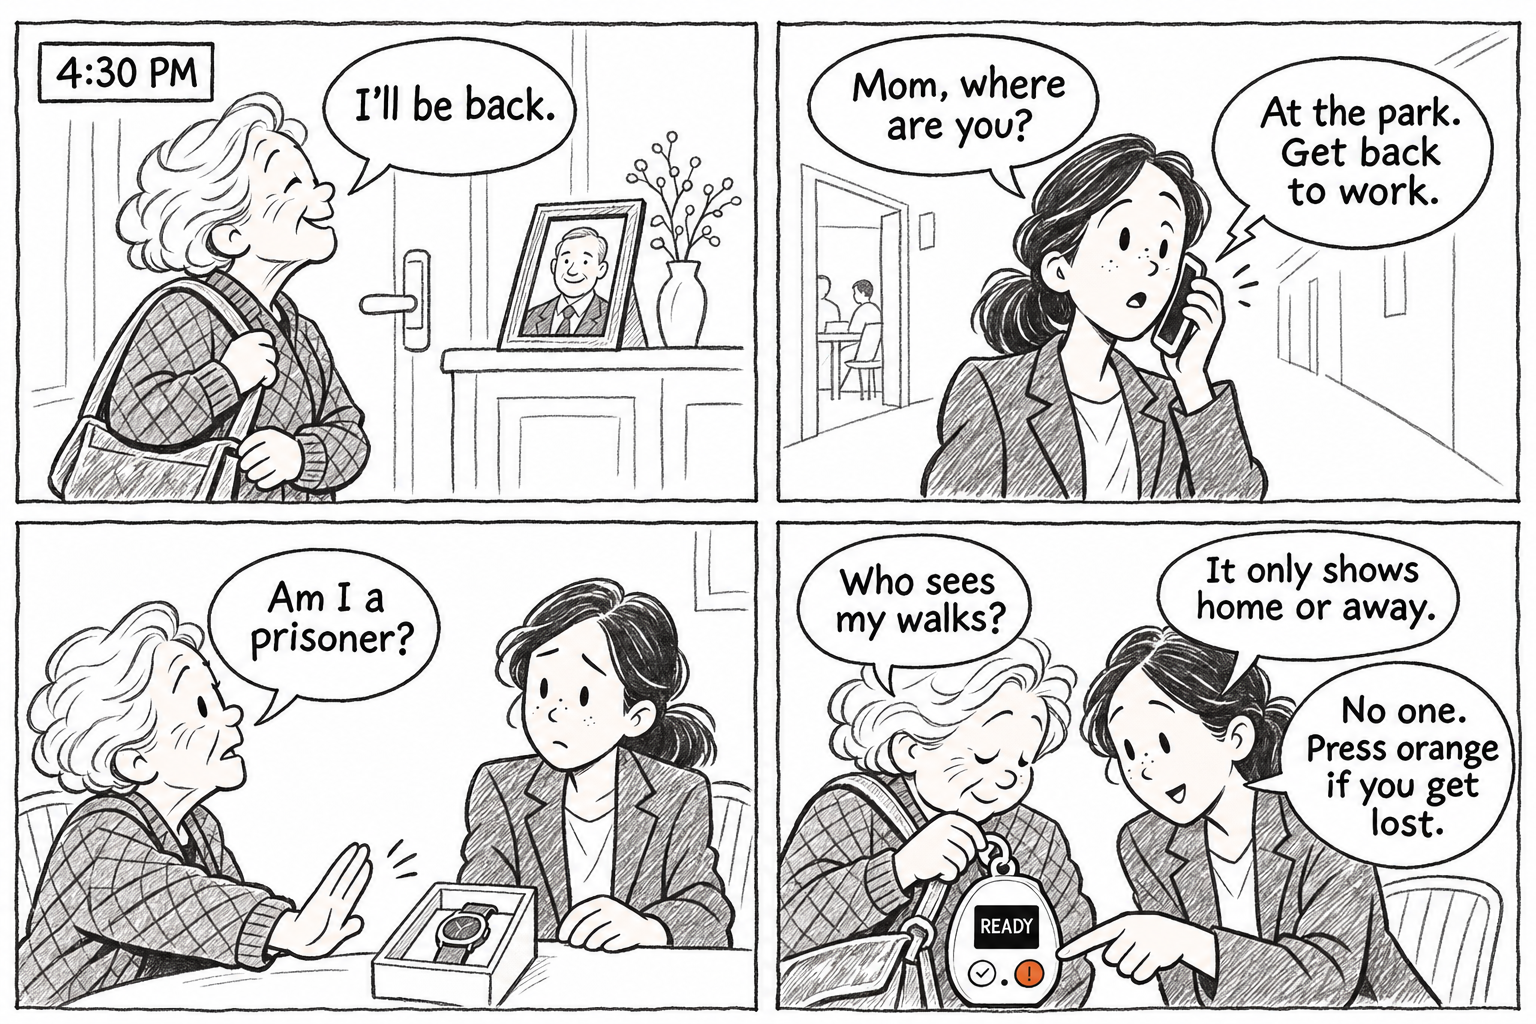 4:30 PM
I'll be back.
Mom, where
are you?
At the park.
Get back
to work.
Am I a
prisoner?
Who sees
my walks?
It only shows
home or away.
No one.
Press orange
if you get
lost.
READY
!